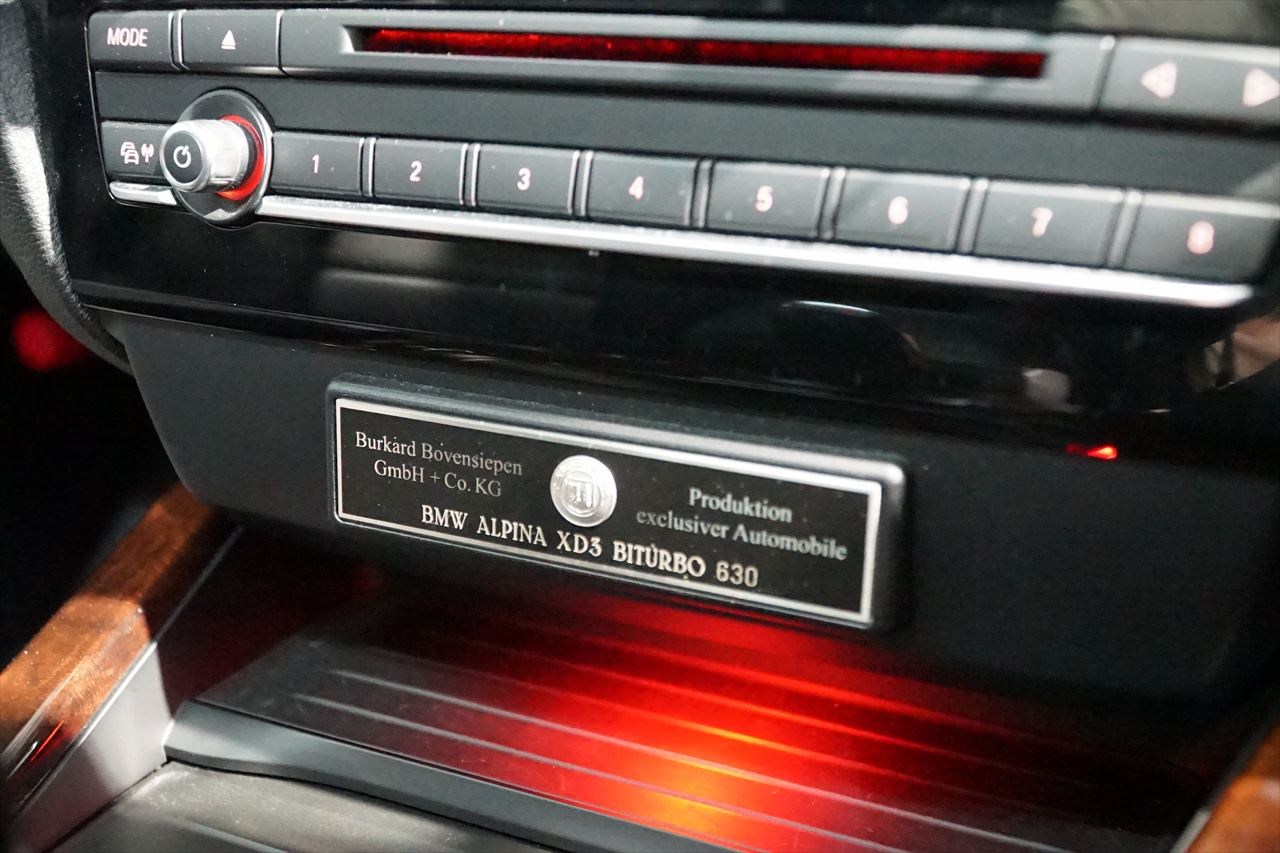 MODE
1 2 3 4 5 6 7 8
Burkard Bovensiepen
GmbH + Co. KG
Produktion
exclusiver Automobile
BMW ALPINA XD3 BITURBO 630